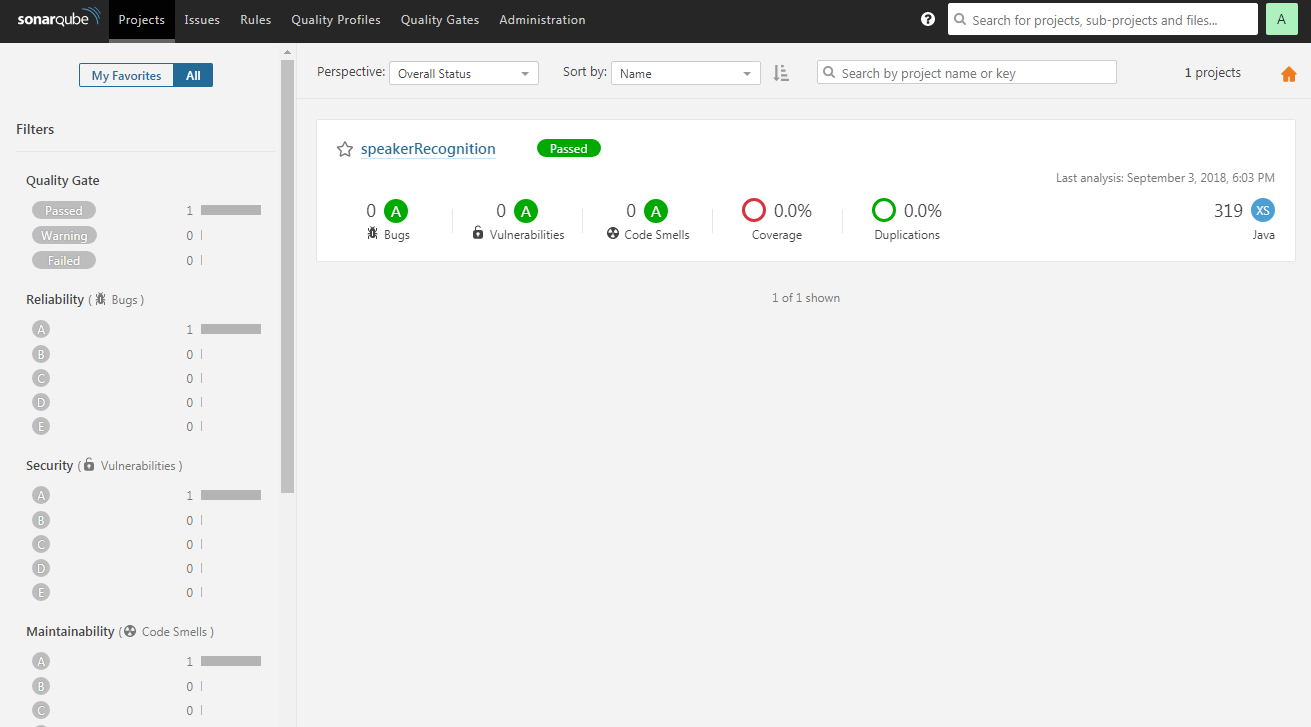 sonarqube Projects Issues Rules Quality Profiles Quality Gates Administration ? Search for projects, sub-projects and files... A
My Favorites All
Perspective: Overall Status Sort by: Name Search by project name or key 1 projects
Filters
Quality Gate
Passed 1
Warning 0
Failed 0
Reliability ( Bugs )
A 1
B 0
C 0
D 0
E 0
Security ( Vulnerabilities )
A 1
B 0
C 0
D 0
E 0
Maintainability ( Code Smells )
A 1
B 0
C 0
speakerRecognition Passed
Last analysis: September 3, 2018, 6:03 PM
0 A 0 A 0 A 0.0% 0.0% 319 XS
Bugs Vulnerabilities Code Smells Coverage Duplications Java
1 of 1 shown